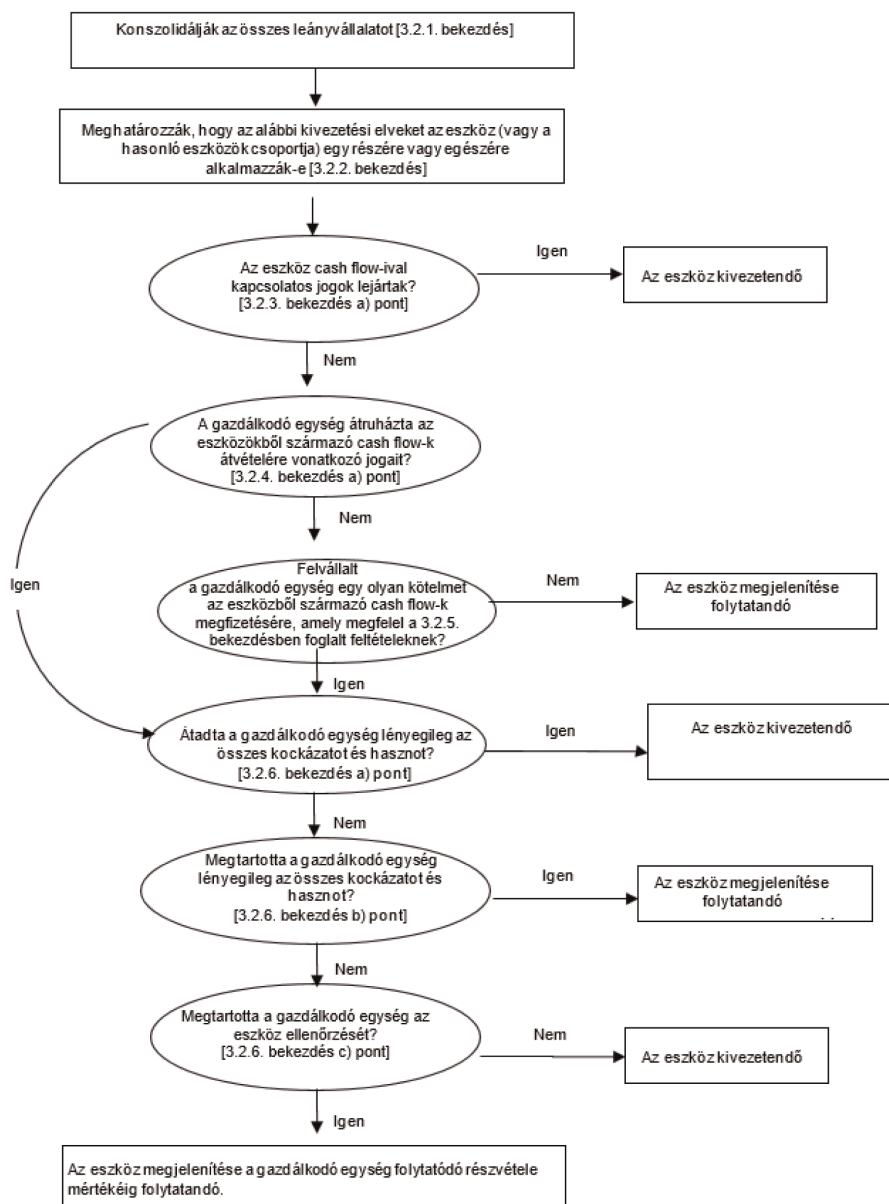 Konszolidálják az összes leányvállalatot [3.2.1. bekezdés]
Meghatározzák, hogy az alábbi kivezetési elveket az eszköz (vagy a
hasonló eszközök csoportja) egy részére vagy egészére
alkalmazzák-e [3.2.2. bekezdés]
Az eszköz cash flow-ival
kapcsolatos jogok lejártak?
[3.2.3. bekezdés a) pont]
Igen
Az eszköz kivezetendő
Nem
A gazdálkodó egység átruházta az
eszközökből származó cash flow-k
átvételére vonatkozó jogait?
[3.2.4. bekezdés a) pont]
Nem
Igen
Felvállalt
a gazdálkodó egység egy olyan kötelmet
az eszközből származó cash flow-k
megfizetésére, amely megfelel a 3.2.5.
bekezdésben foglalt feltételeknek?
Nem
Az eszköz megjelenítése
folytatandó
Igen
Átadta a gazdálkodó egység lényegileg az
összes kockázatot és hasznot?
[3.2.6. bekezdés a) pont]
Igen
Az eszköz kivezetendő
Nem
Megtartotta a gazdálkodó egység
lényegileg az összes kockázatot és
hasznot?
[3.2.6. bekezdés b) pont]
Igen
Az eszköz megjelenítése
folytatandó
Nem
Megtartotta a gazdálkodó egység az
eszköz ellenőrzését?
[3.2.6. bekezdés c) pont]
Nem
Az eszköz kivezetendő
Igen
Az eszköz megjelenítése a gazdálkodó egység folytatódó részvétele
mértékéig folytatandó.